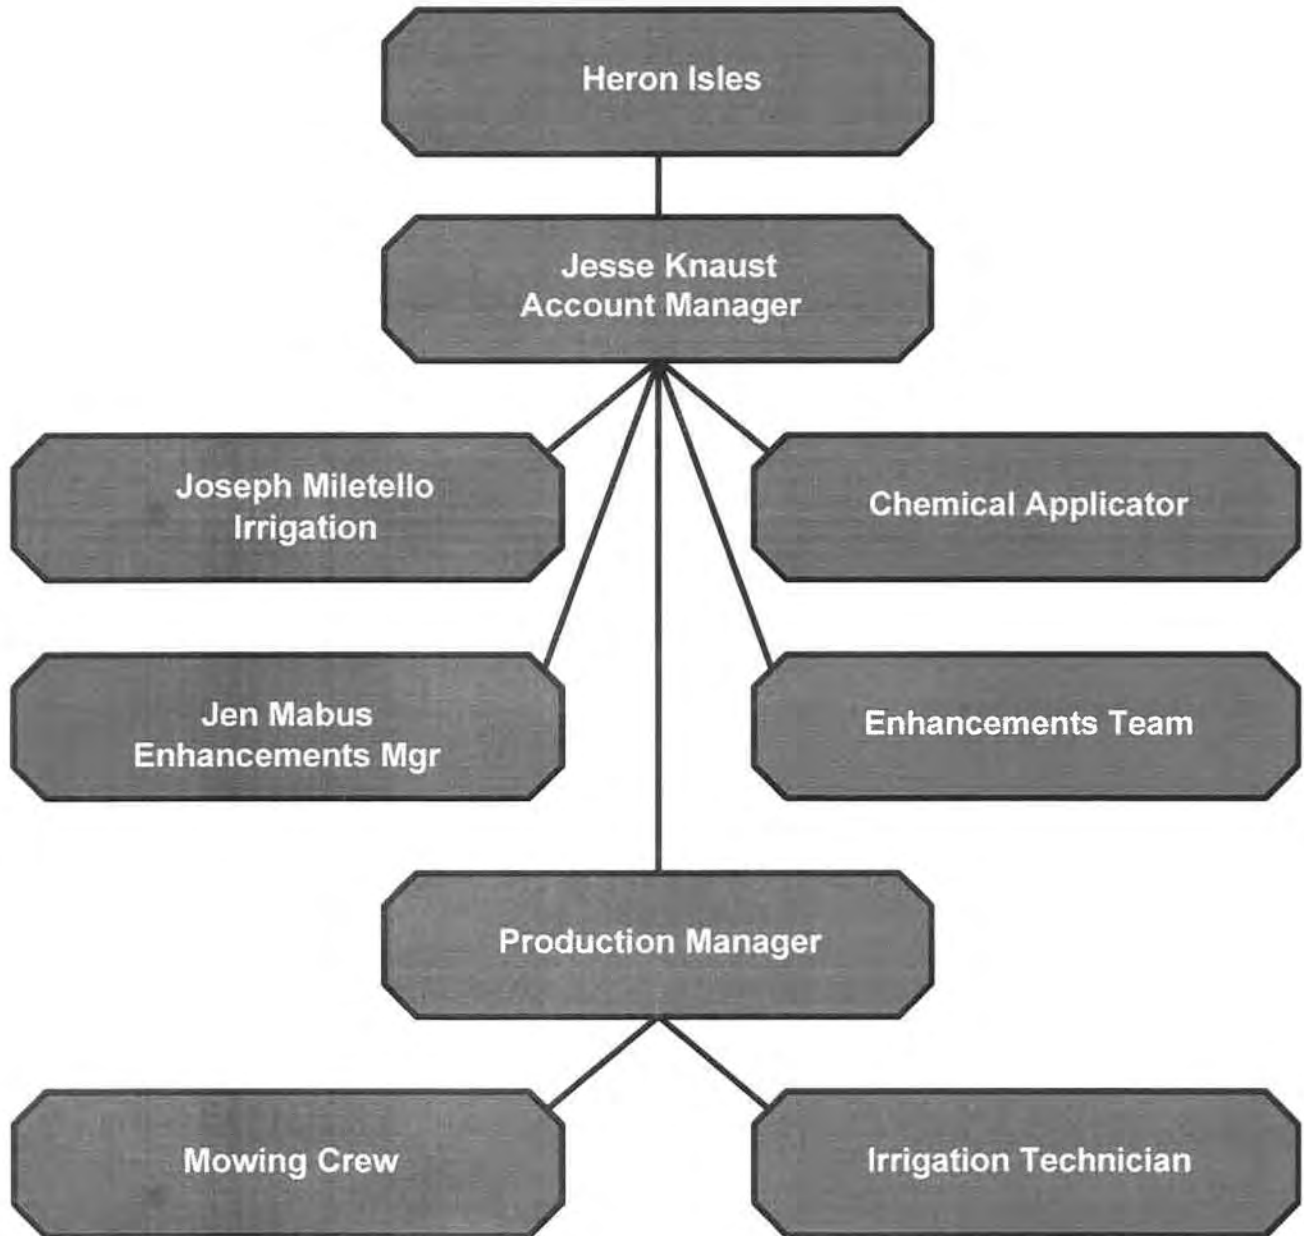 Heron Isles
Jesse Knaust
Account Manager
Joseph Miletello
Irrigation
Chemical Applicator
Jen Mabus
Enhancements Mgr
Enhancements Team
Production Manager
Mowing Crew
Irrigation Technician